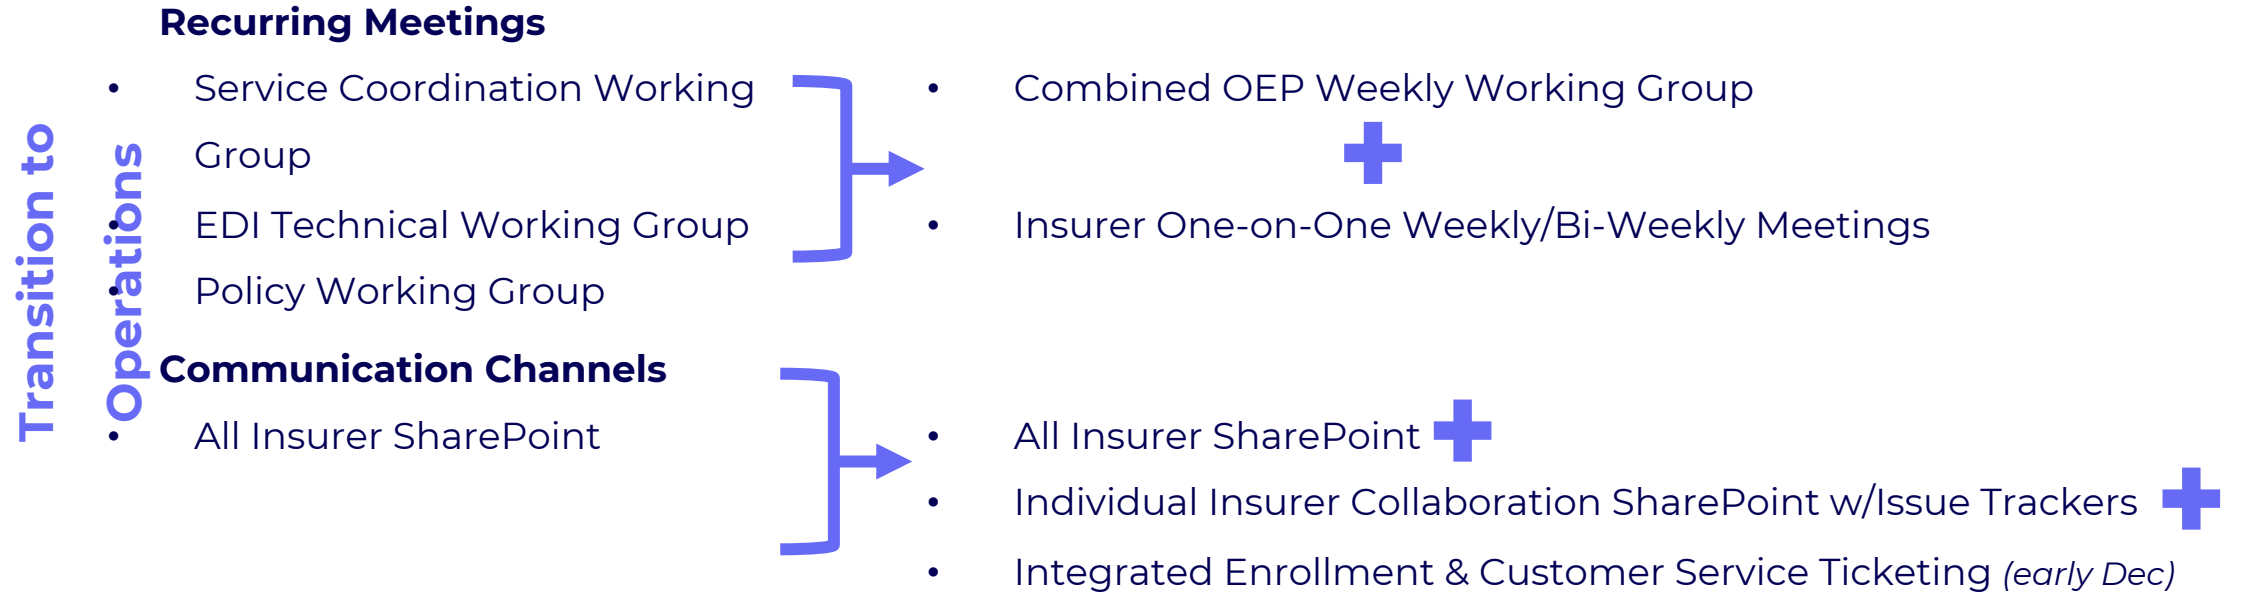 Transition to
Operations
Recurring Meetings
• Service Coordination Working
Group
• EDI Technical Working Group
• Policy Working Group
Communication Channels
• All Insurer SharePoint
• Combined OEP Weekly Working Group
• Insurer One-on-One Weekly/Bi-Weekly Meetings
• All Insurer SharePoint
• Individual Insurer Collaboration SharePoint w/Issue Trackers
• Integrated Enrollment & Customer Service Ticketing (early Dec)